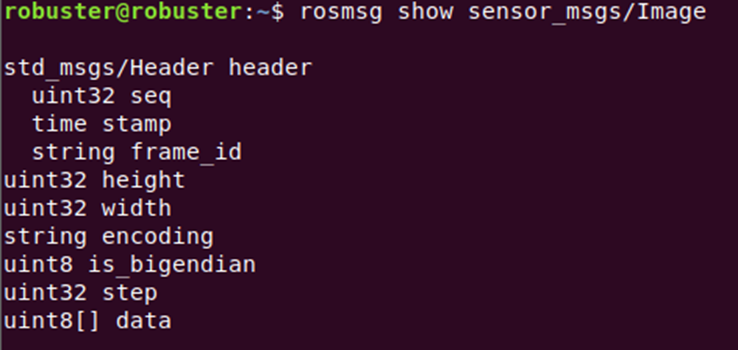 robuster@robuster:~$ rosmsg show sensor_msgs/Image
std_msgs/Header header
  uint32 seq
  time stamp
  string frame_id
uint32 height
uint32 width
string encoding
uint8 is_bigendian
uint32 step
uint8[] data